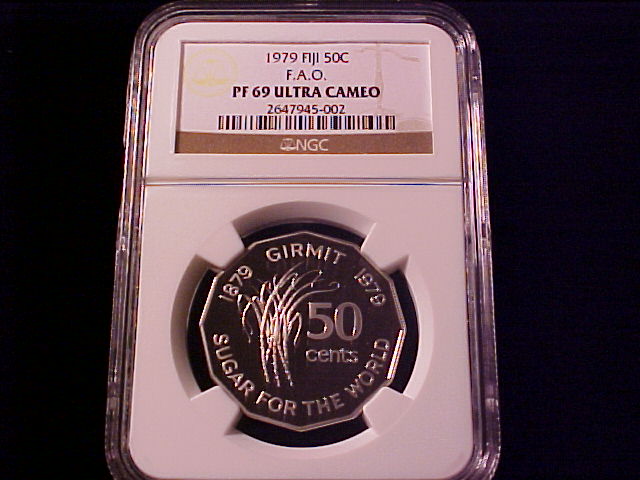 1979 FIJI 50C
F.A.O.
PF 69 ULTRA CAMEO
2647945-002
NGC
1879 GIRMIT 1979
50
cents
SUGAR FOR THE WORLD